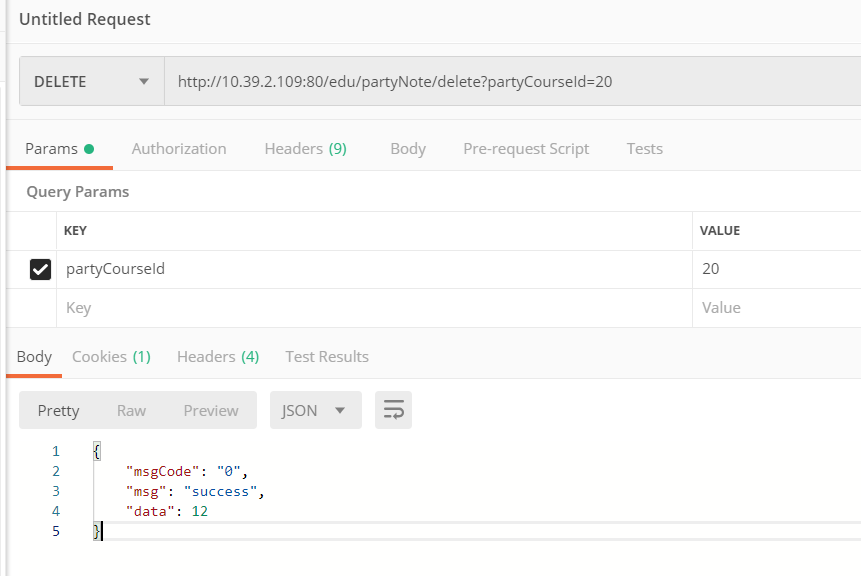 Untitled Request
DELETE http://10.39.2.109:80/edu/partyNote/delete?partyCourseId=20
Params Authorization Headers (9) Body Pre-request Script Tests
Query Params
KEY VALUE
partyCourseId 20
Key Value
Body Cookies (1) Headers (4) Test Results
Pretty Raw Preview JSON
1 {
2 "msgCode": "0",
3 "msg": "success",
4 "data": 12
5 }